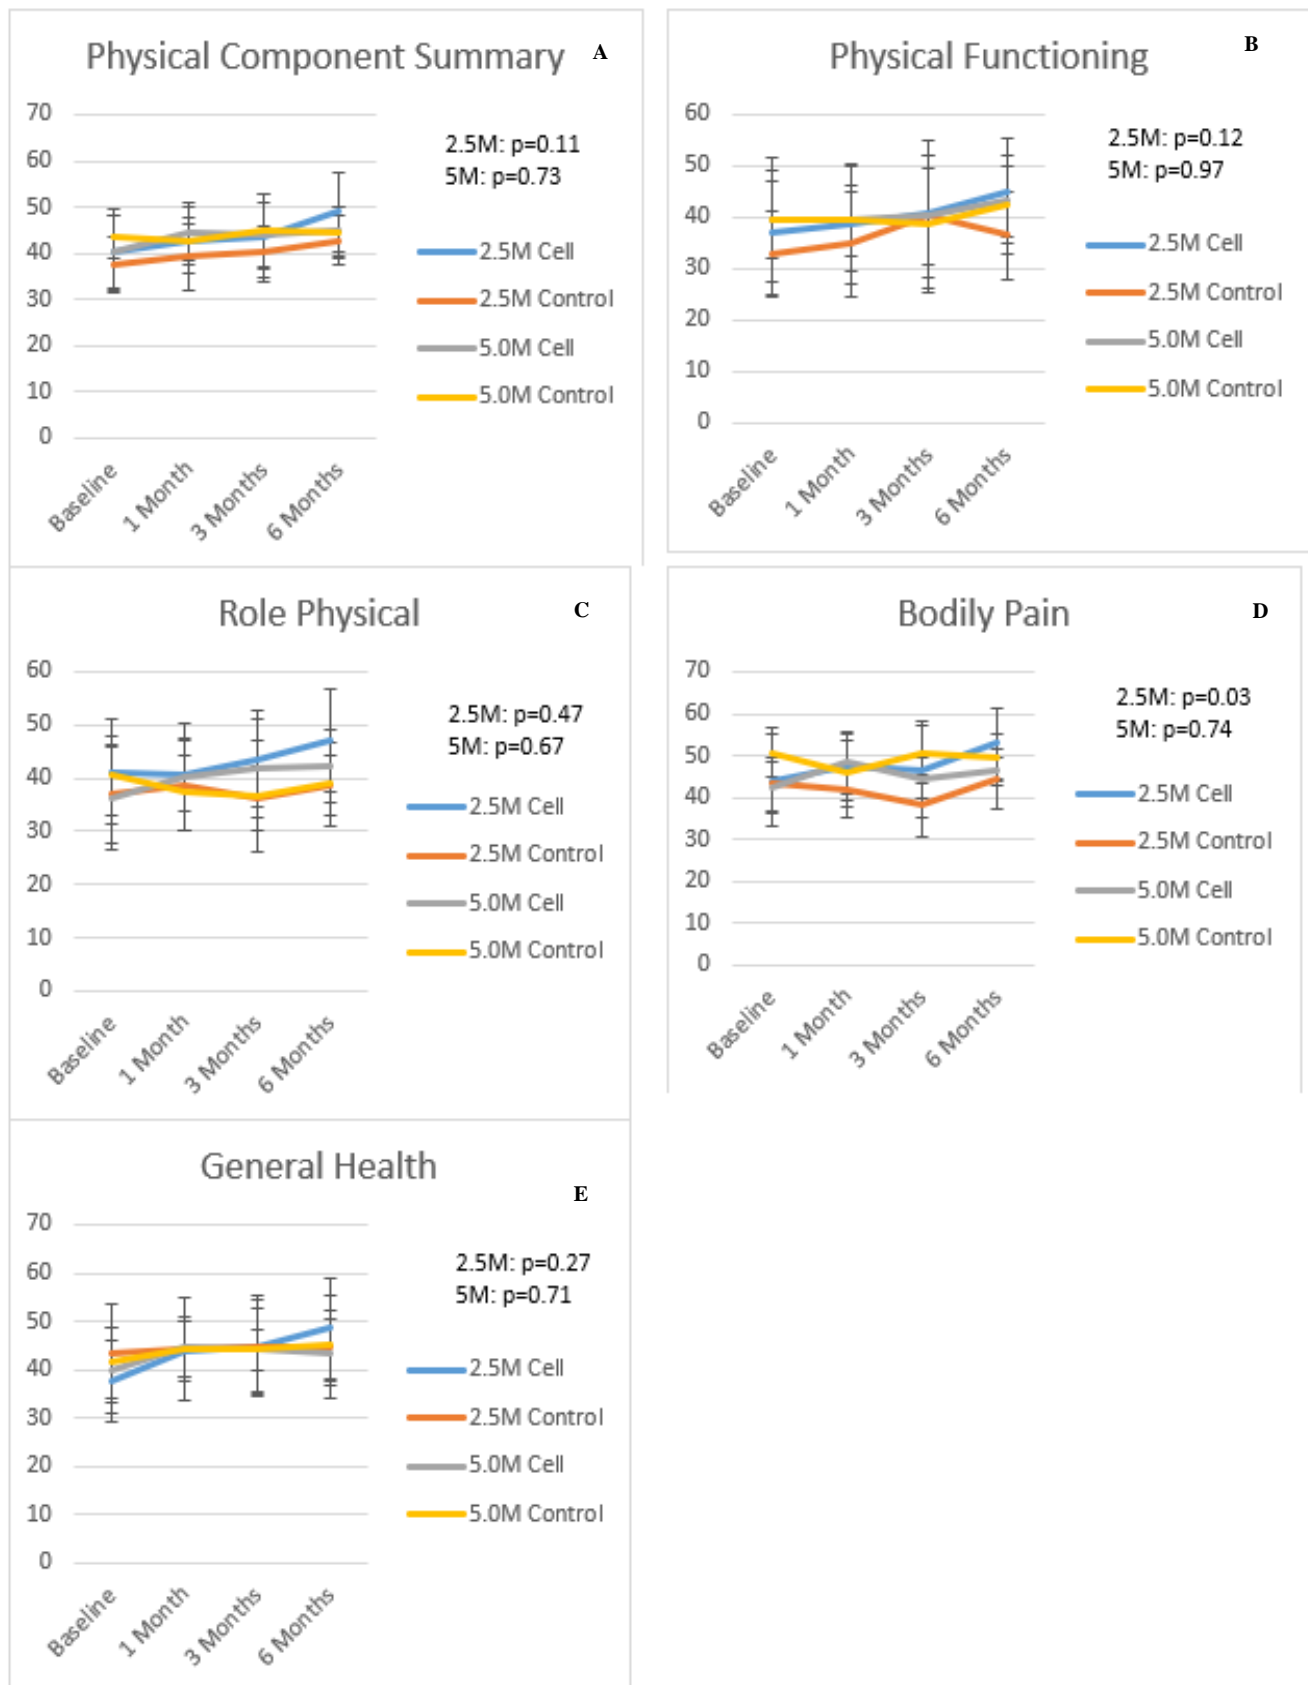 Physical Component Summary
A
70
60
50
40
30
20
10
0
2.5M: p=0.11
5M: p=0.73
2.5M Cell
2.5M Control
5.0M Cell
5.0M Control
Baseline
1 Month
3 Months
6 Months
Physical Functioning
B
60
50
40
30
20
10
0
2.5M: p=0.12
5M: p=0.97
2.5M Cell
2.5M Control
5.0M Cell
5.0M Control
Baseline
1 Month
3 Months
6 Months
Role Physical
C
60
50
40
30
20
10
0
2.5M: p=0.47
5M: p=0.67
2.5M Cell
2.5M Control
5.0M Cell
5.0M Control
Baseline
1 Month
3 Months
6 Months
Bodily Pain
D
70
60
50
40
30
20
10
0
2.5M: p=0.03
5M: p=0.74
2.5M Cell
2.5M Control
5.0M Cell
5.0M Control
Baseline
1 Month
3 Months
6 Months
General Health
E
70
60
50
40
30
20
10
0
2.5M: p=0.27
5M: p=0.71
2.5M Cell
2.5M Control
5.0M Cell
5.0M Control
Baseline
1 Month
3 Months
6 Months